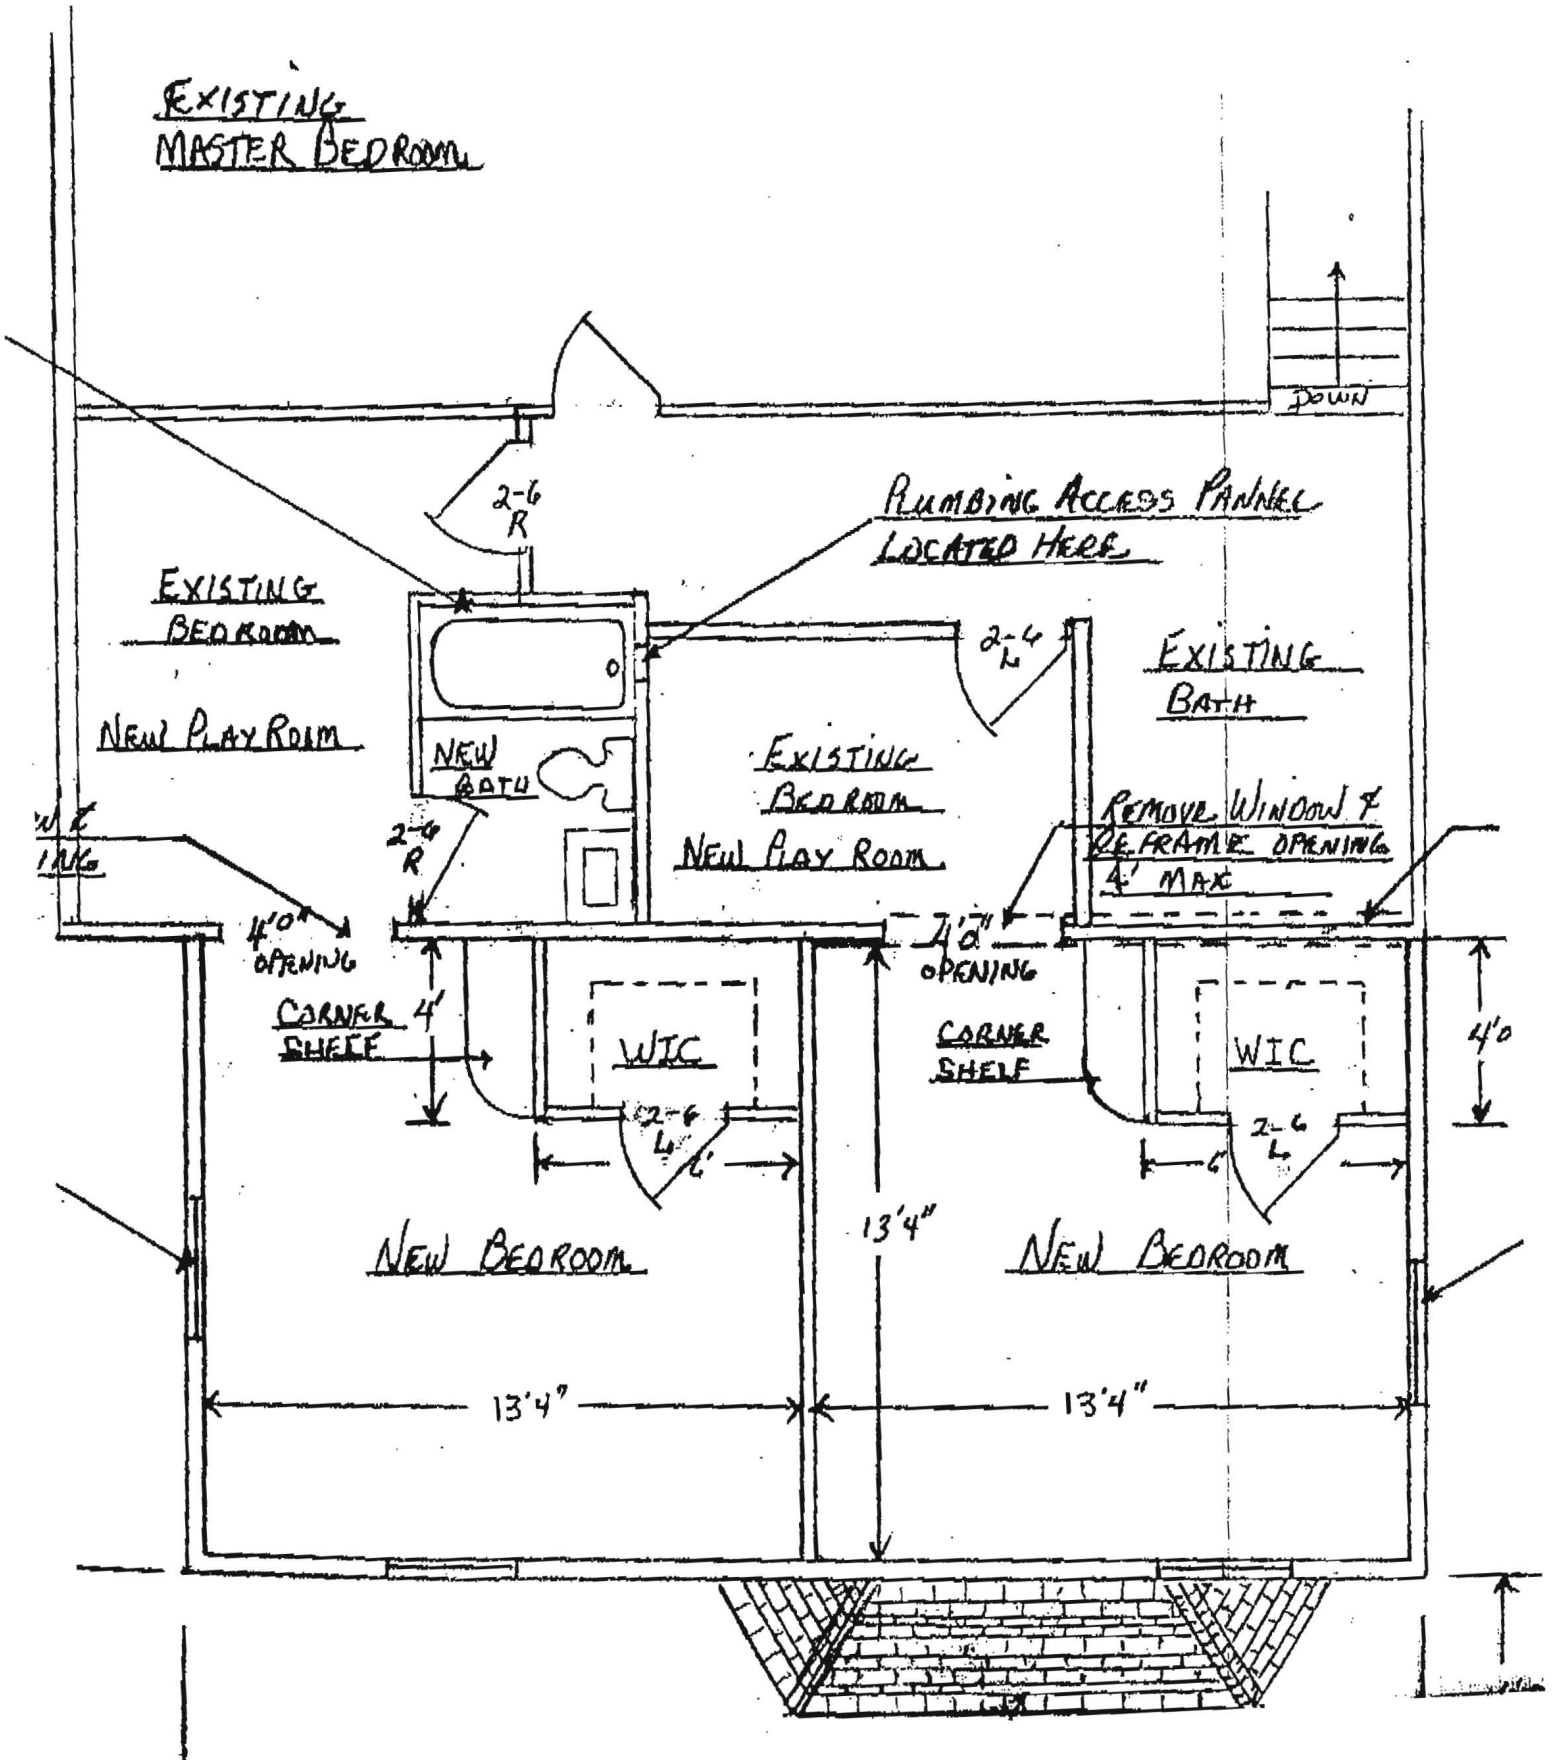 EXISTING
MASTER BEDROOM
DOWN
2-6
R
PLUMBING ACCESS PANNEL
LOCATED HERE
EXISTING
BEDROOM
NEW PLAY ROOM
2-6
L
EXISTING
BATH
NEW
BATH
EXISTING
BEDROOM
NEW PLAY ROOM
REMOVE WINDOW &
REFRAME OPENING
4' MAX
W &
ING
2-6
R
4'0"
OPENING
4'0"
OPENING
CORNER
SHELF
4'
WIC
CORNER
SHELF
WIC
4'0
2-6
L
6'
2-6
L
6'
13'4"
NEW BEDROOM
NEW BEDROOM
13'4"
13'4"